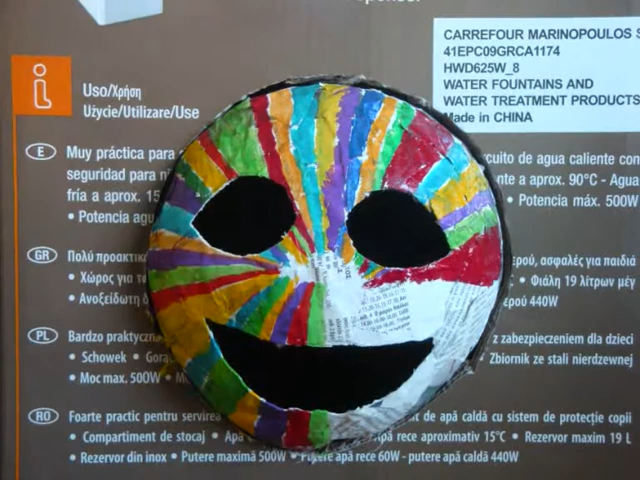 CARREFOUR MARINOPOULOS S
41EPC09GRCA1174
HWD625W_8
WATER FOUNTAINS AND
WATER TREATMENT PRODUCTS
Made in CHINA
i
Uso/Χρήση
Użycie/Utilizare/Use
E Muy práctica para cuito de agua caliente con
seguridad para ni nte a aprox. 90°C - Agua
fría a aprox. 15 • Potencia máx. 500W
• Potencia agu
GR Πολύ προακτικ ερού, ασφαλές για παιδιά
• Χώρος για τ • Φιάλη 19 λίτρων μέγ
• Ανοξείδωτη δ ερού 440W
PL Bardzo praktyczn z zabezpieczeniem dla dzieci
• Schowek • Gorą Zbiornik ze stali nierdzewnej
• Moc max. 500W • M
RO Foarte practic pentru servirea t de apă caldă cu sistem de protecție copii
• Compartiment de stocaj • Apă apă rece aproximativ 15°C • Rezervor maxim 19 L
• Rezervor din inox • Putere maximă 500W • Putere apă rece 60W - putere apă caldă 440W